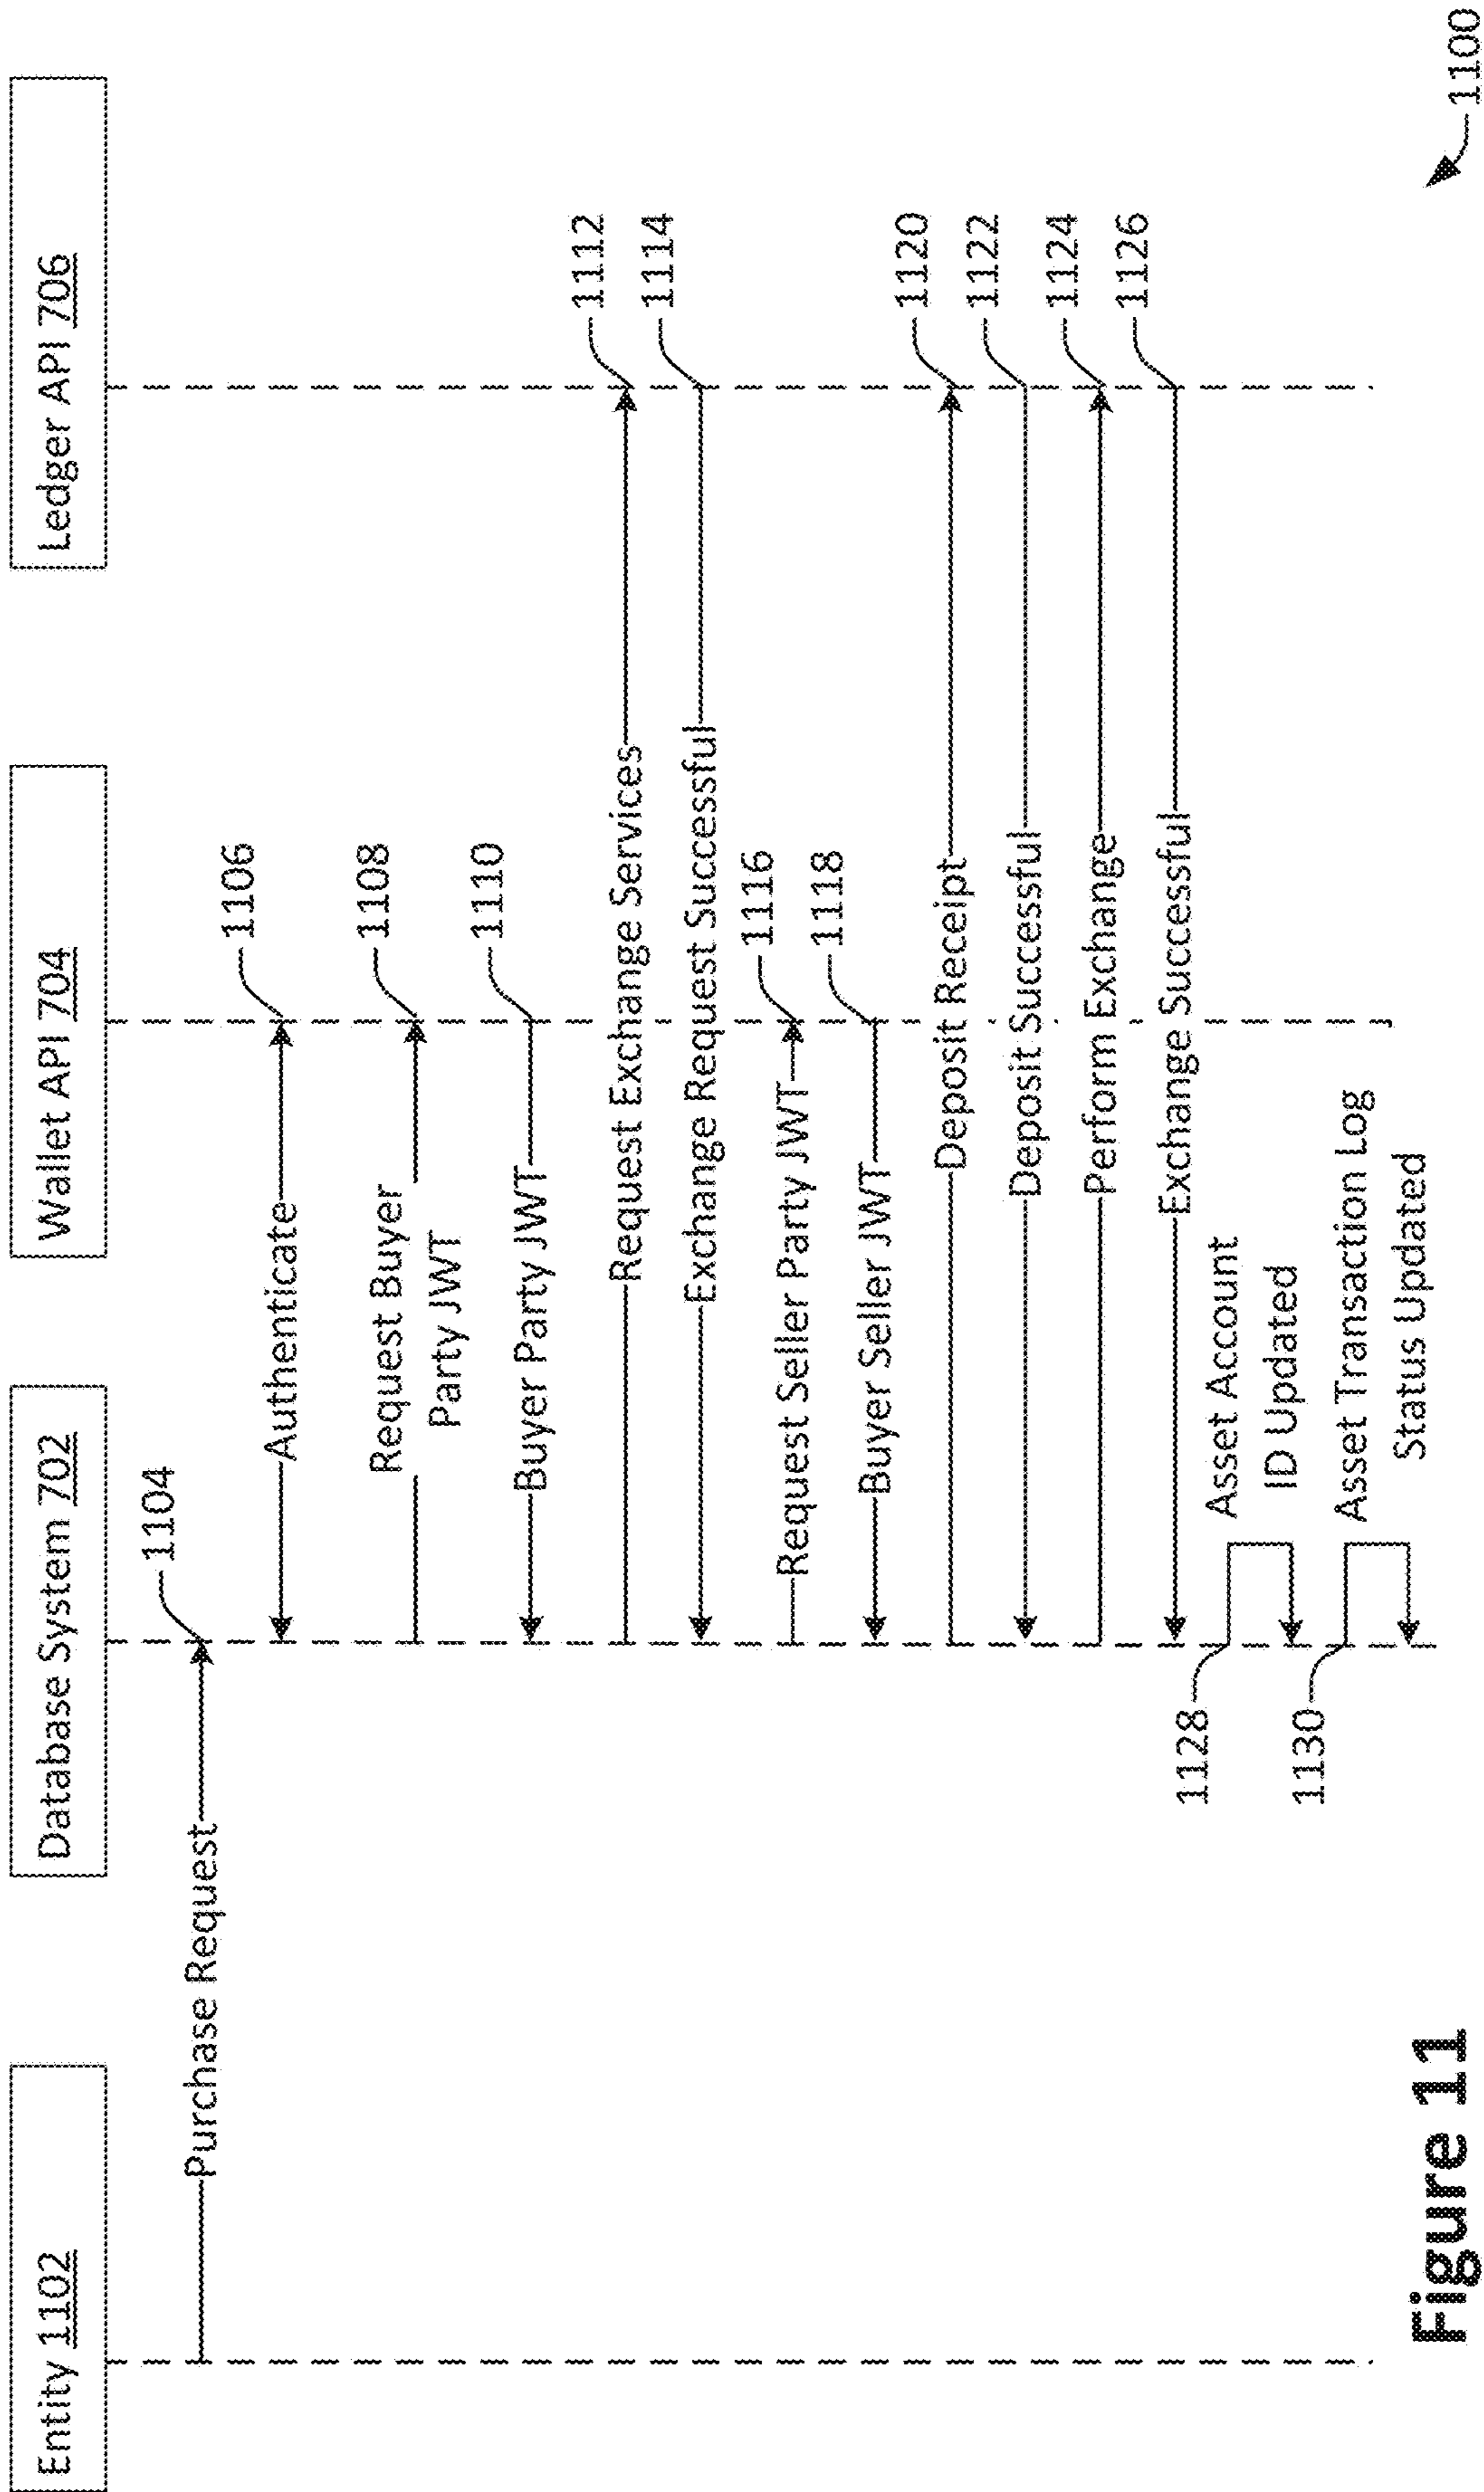 Entity 1102
Database System 702
Wallet API 704
Ledger API 706
1104
Purchase Request
1106
Authenticate
1108
Request Buyer
Party JWT
1110
Buyer Party JWT
1112
Request Exchange Services
1114
Exchange Request Successful
1116
Request Seller Party JWT
1118
Buyer Seller JWT
1120
Deposit Receipt
1122
Deposit Successful
1124
Perform Exchange
1126
Exchange Successful
1128
Asset Account
ID Updated
1130
Asset Transaction Log
Status Updated
Figure 11
1100